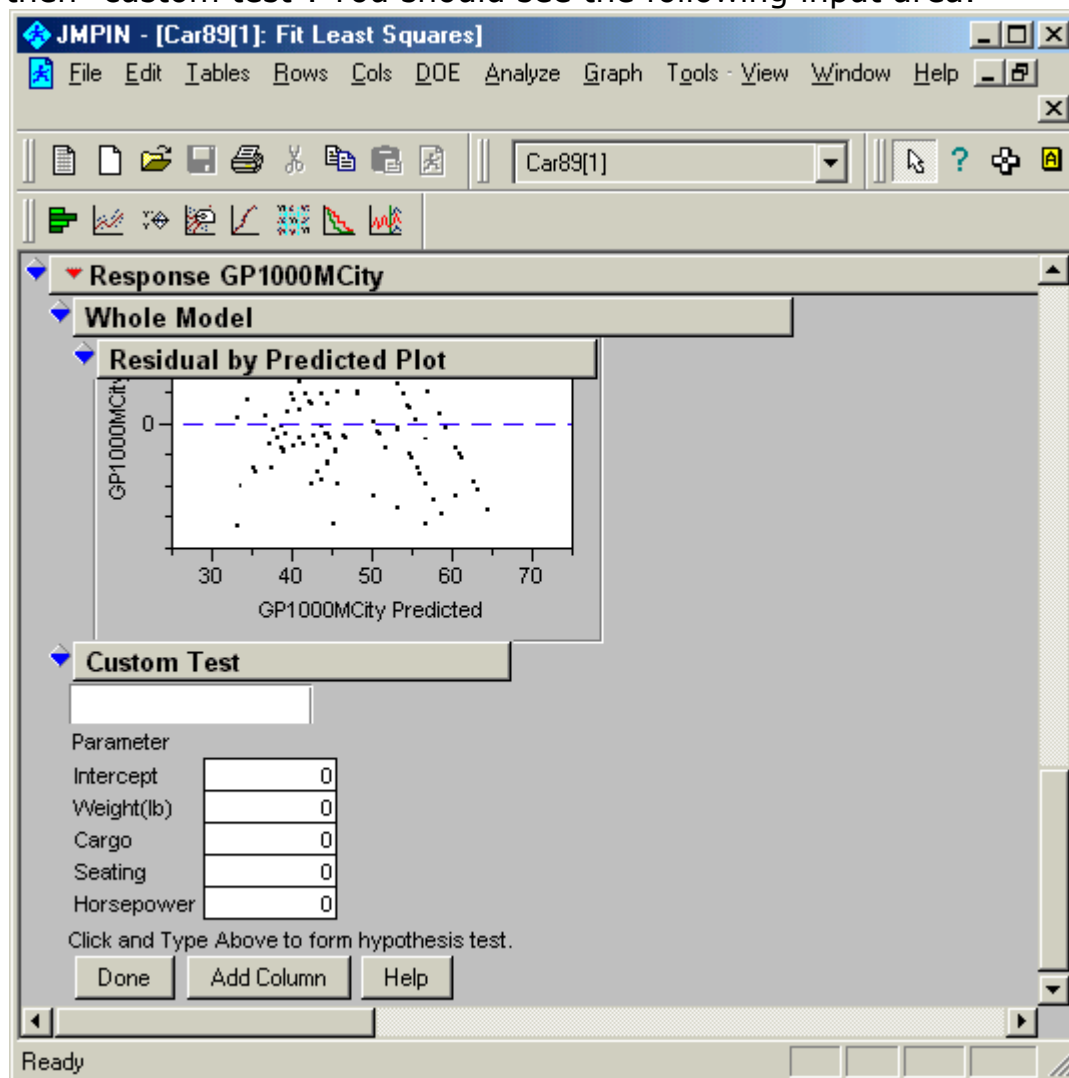 then "custom test". You should see the following input area.
JMPIN - [Car89[1]: Fit Least Squares]
File Edit Tables Rows Cols DOE Analyze Graph Tools View Window Help
Car89[1]
Response GP1000MCity
Whole Model
Residual by Predicted Plot
GP1000MCity
0
30 40 50 60 70
GP1000MCity Predicted
Custom Test
Parameter
Intercept 0
Weight(lb) 0
Cargo 0
Seating 0
Horsepower 0
Click and Type Above to form hypothesis test.
Done Add Column Help
Ready